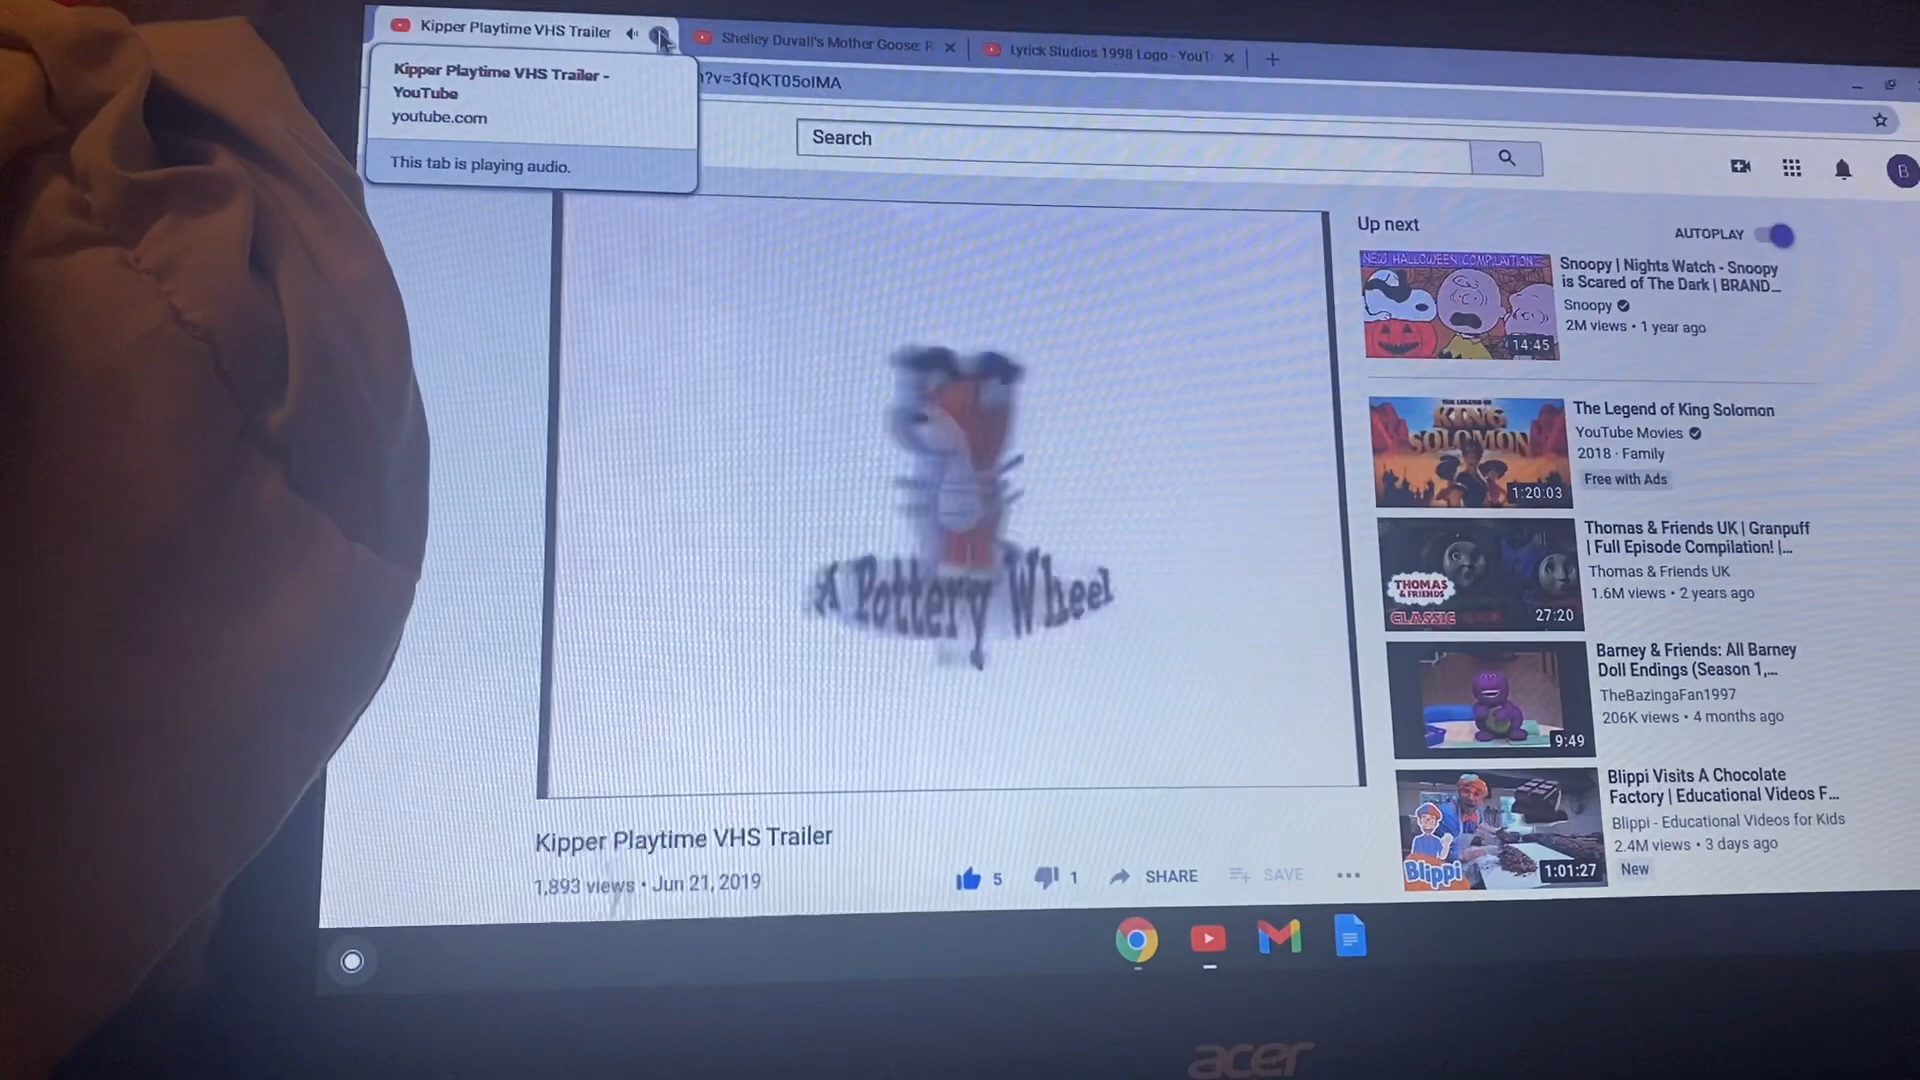 Kipper Playtime VHS Trailer
Shelley Duvall's Mother Goose: R
Lyrick Studios 1998 Logo - YouT
Kipper Playtime VHS Trailer -
YouTube
youtube.com
This tab is playing audio.
?v=3fQKT05oIMA
Search
B
A Pottery Wheel
Up next
AUTOPLAY
NEW HALLOWEEN COMPILAITION
14:45
Snoopy | Nights Watch - Snoopy
is Scared of The Dark | BRAND...
Snoopy
2M views • 1 year ago
THE LEGEND OF
KING
SOLOMON
1:20:03
The Legend of King Solomon
YouTube Movies
2018 · Family
Free with Ads
THOMAS
& FRIENDS
CLASSIC
27:20
Thomas & Friends UK | Granpuff
| Full Episode Compilation! |...
Thomas & Friends UK
1.6M views • 2 years ago
9:49
Barney & Friends: All Barney
Doll Endings (Season 1,...
TheBazingaFan1997
206K views • 4 months ago
Blippi
1:01:27
Blippi Visits A Chocolate
Factory | Educational Videos F...
Blippi - Educational Videos for Kids
2.4M views • 3 days ago
New
Kipper Playtime VHS Trailer
1,893 views • Jun 21, 2019
5
1
SHARE
SAVE
acer